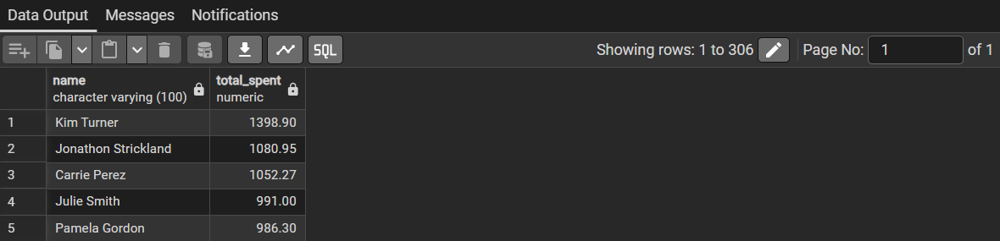 Data Output Messages Notifications
SQL Showing rows: 1 to 306 Page No: 1 of 1
name total_spent
character varying (100) numeric
1 Kim Turner 1398.90
2 Jonathon Strickland 1080.95
3 Carrie Perez 1052.27
4 Julie Smith 991.00
5 Pamela Gordon 986.30